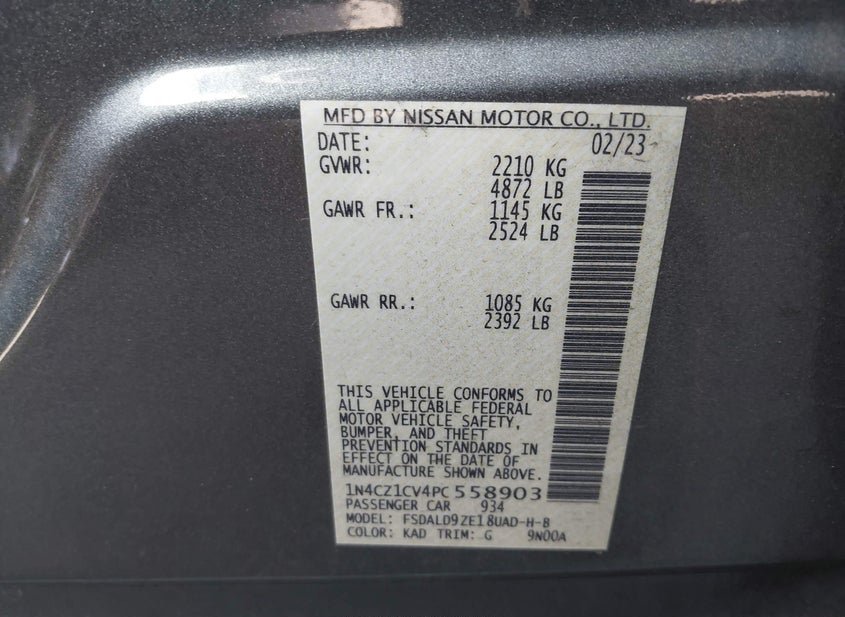 MFD BY NISSAN MOTOR CO., LTD.
DATE: 02/23
GVWR: 2210 KG
4872 LB
GAWR FR.: 1145 KG
2524 LB
GAWR RR.: 1085 KG
2392 LB
THIS VEHICLE CONFORMS TO
ALL APPLICABLE FEDERAL
MOTOR VEHICLE SAFETY,
BUMPER, AND THEFT
PREVENTION STANDARDS IN
EFFECT ON THE DATE OF
MANUFACTURE SHOWN ABOVE.
1N4CZ1CV4PC558903
PASSENGER CAR 934
MODEL: FSDALD9ZE18UAD-H-B
COLOR: KAD TRIM: G 9N00A